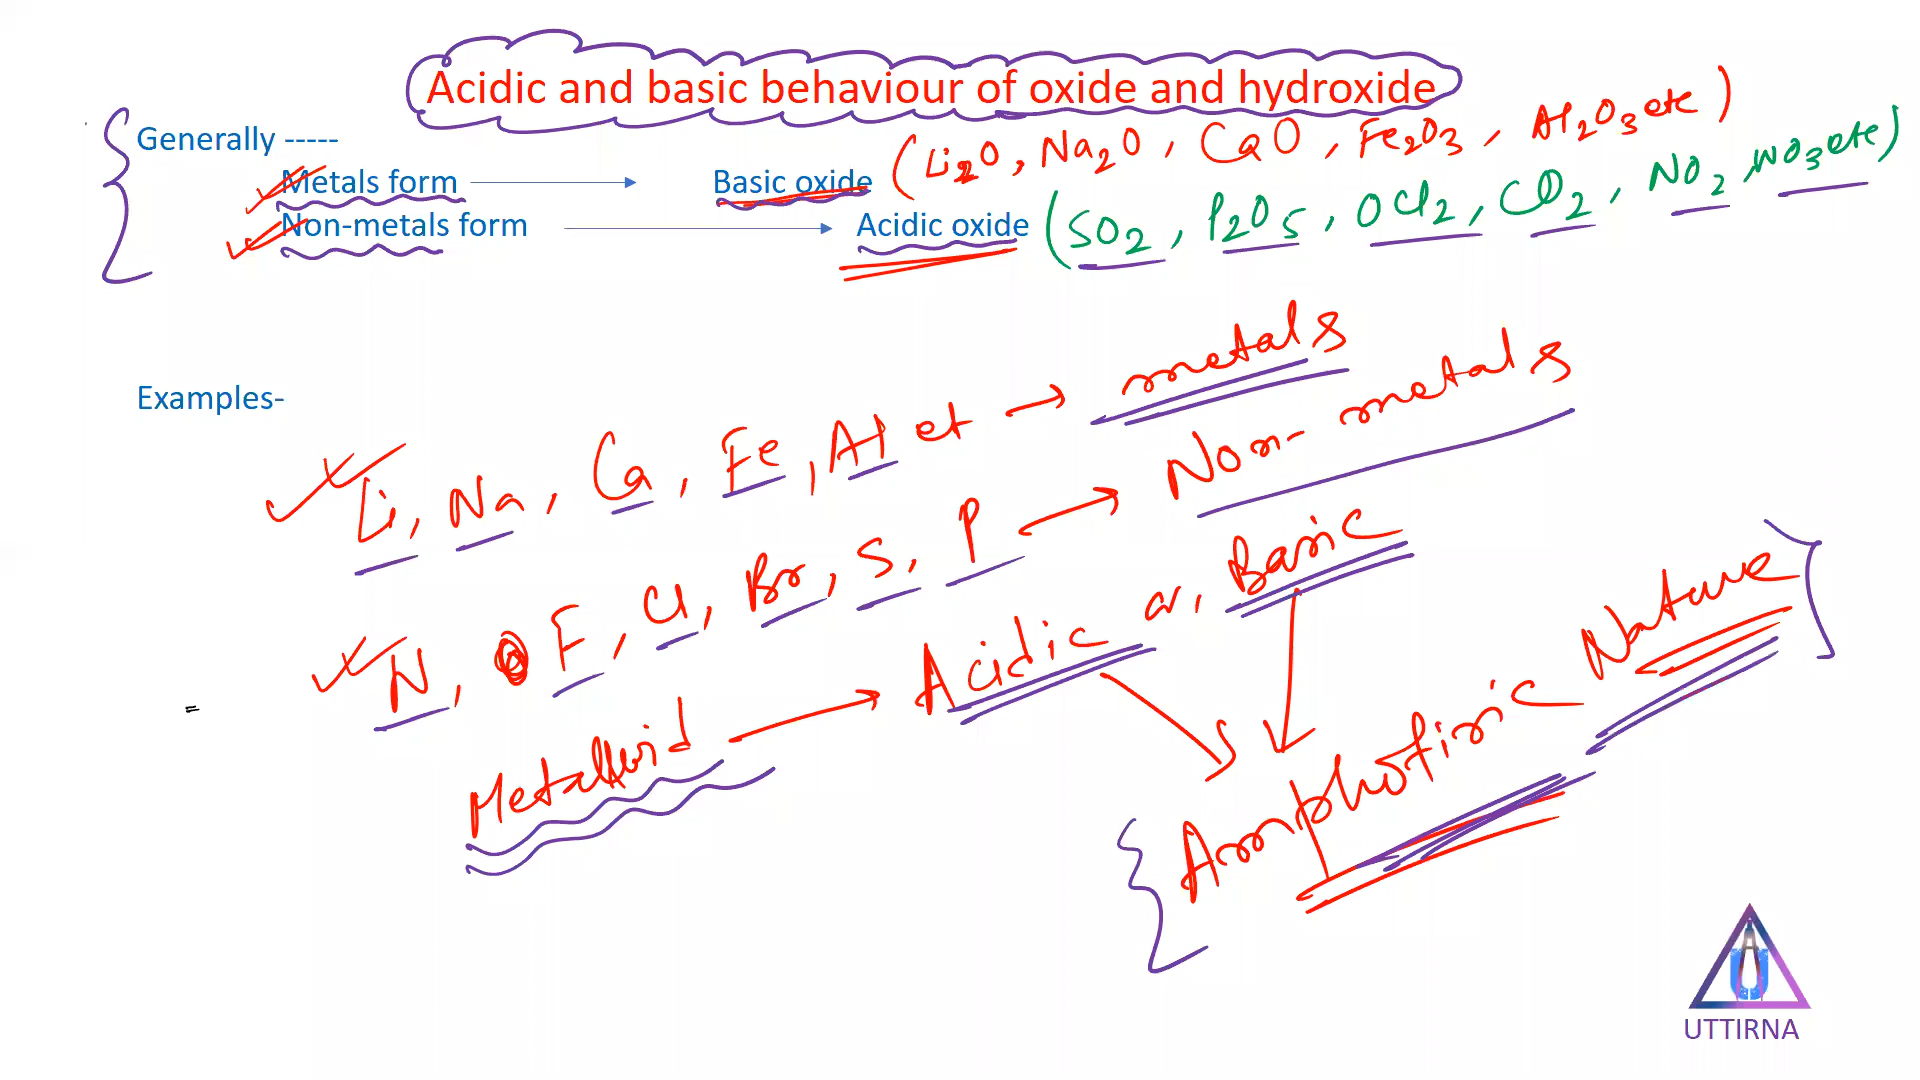 Acidic and basic behaviour of oxide and hydroxide
Generally -----
Metals form Basic oxide (Li2O, Na2O, CaO, Fe2O3, Al2O3 etc)
Non-metals form Acidic oxide (SO2, P2O5, OCl2, ClO2, NO2, NO3 etc)
Examples-
Li, Na, Ca, Fe, Al et → metals
N, F, Cl, Br, S, P → Non-metals
Metalloid → Acidic or, Basic
Amphotiric Nature
=
UTTIRNA